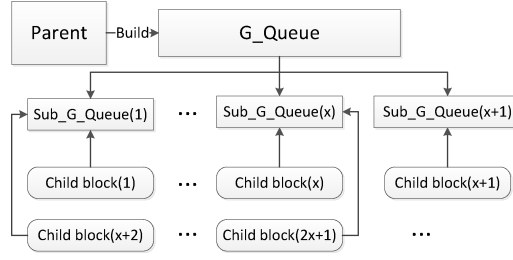 Parent
Build
G_Queue
Sub_G_Queue(1)
...
Sub_G_Queue(x)
Sub_G_Queue(x+1)
Child block(1)
...
Child block(x)
Child block(x+1)
Child block(x+2)
...
Child block(2x+1)
...